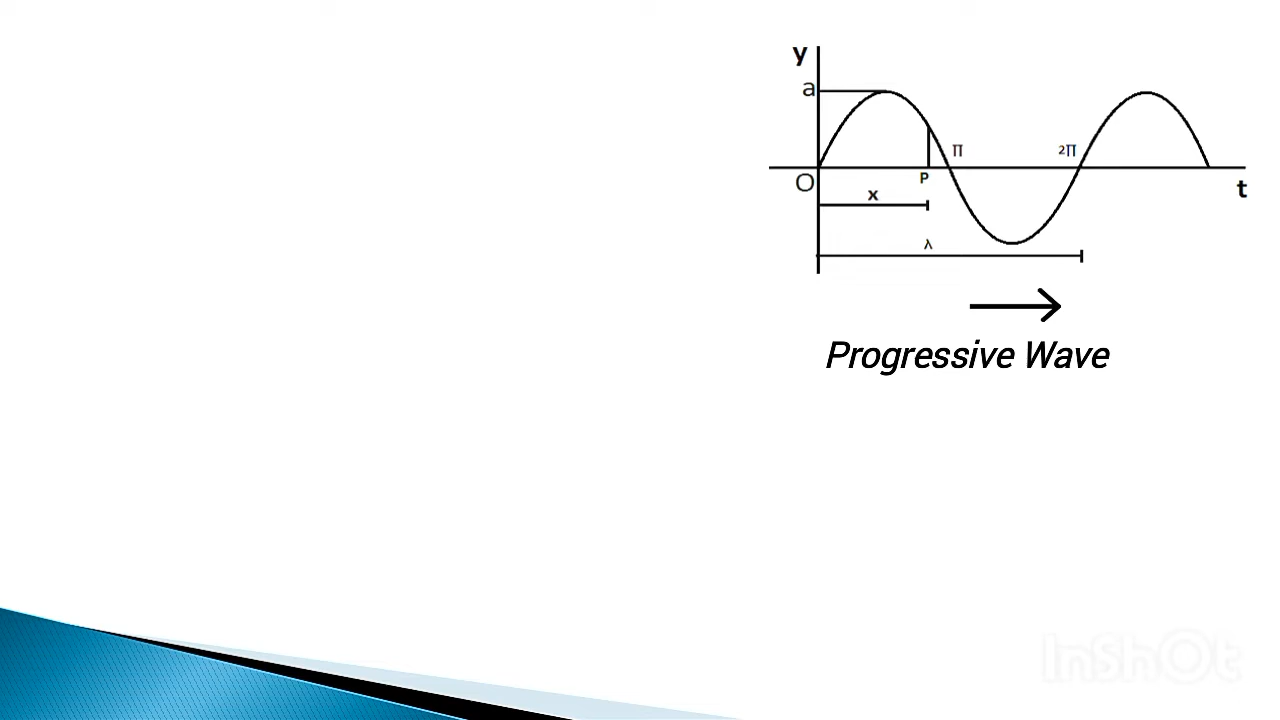 y
a
π
2π
O
P
t
x
λ
Progressive Wave
InShOt